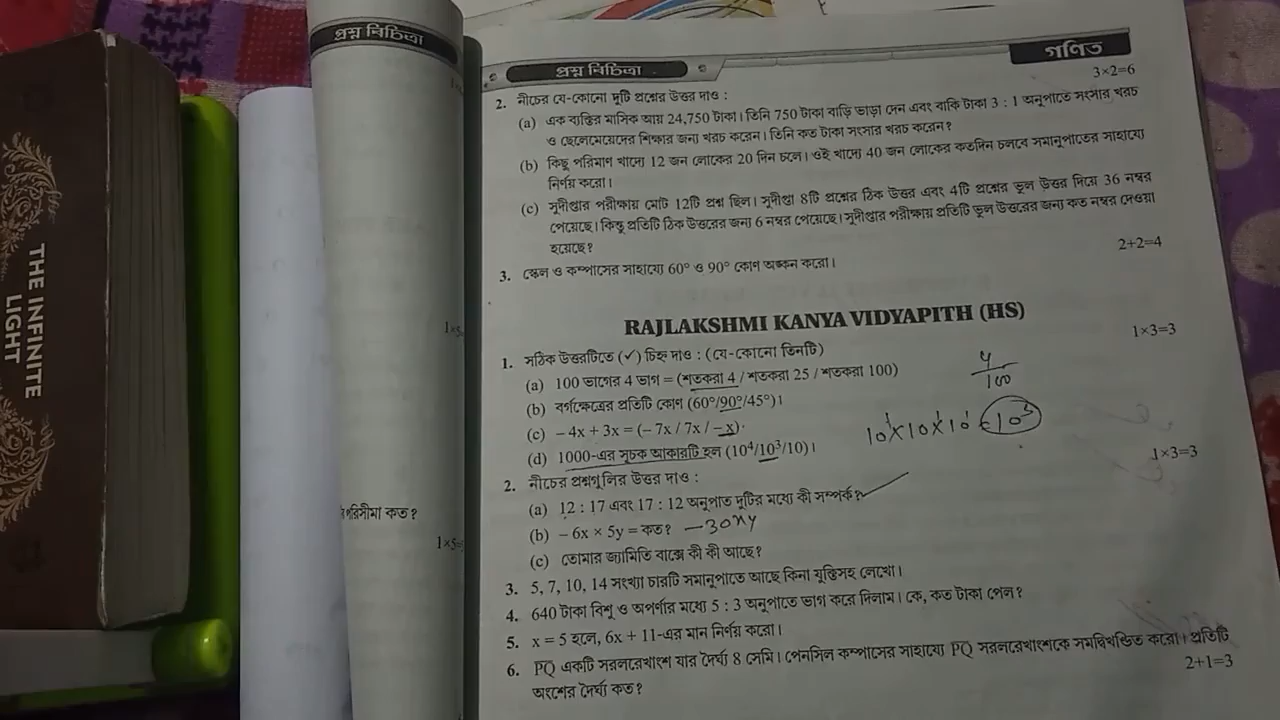 THE INFINITE
LIGHT
প্রশ্ন বিচিত্রা
রিসীমা কত?
প্রশ্ন বিচিত্রা
গণিত
3×2=6
2. নীচের যে-কোনো দুটি প্রশ্নের উত্তর দাও :
(a) এক ব্যক্তির মাসিক আয় 24,750 টাকা। তিনি 750 টাকা বাড়ি ভাড়া দেন এবং বাকি টাকা 3 : 1 অনুপাতে সংসার খরচ
ও ছেলেমেয়েদের শিক্ষার জন্য খরচ করেন। তিনি কত টাকা সংসার খরচ করেন?
(b) কিছু পরিমাণ খাদ্যে 12 জন লোকের 20 দিন চলে। ওই খাদ্যে 40 জন লোকের কতদিন চলবে সমানুপাতের সাহায্যে
নির্ণয় করো।
(c) সুদীপ্তার পরীক্ষায় মোট 12টি প্রশ্ন ছিল। সুদীপ্তা 8টি প্রশ্নের ঠিক উত্তর এবং 4টি প্রশ্নের ভুল উত্তর দিয়ে 36 নম্বর
পেয়েছে। কিন্তু প্রতিটি ঠিক উত্তরের জন্য 6 নম্বর পেয়েছে। সুদীপ্তার পরীক্ষায় প্রতিটি ভুল উত্তরের জন্য কত নম্বর দেওয়া
হয়েছে?
3. স্কেল ও কম্পাসের সাহায্যে 60° ও 90° কোণ অঙ্কন করো। 2+2=4
RAJLAKSHMI KANYA VIDYAPITH (HS)
1. সঠিক উত্তরটিতে (✓) চিহ্ন দাও : (যে-কোনো তিনটি) 1×3=3
(a) 100 ভাগের 4 ভাগ = (শতকরা 4 / শতকরা 25 / শতকরা 100) 4/100
(b) বর্গক্ষেত্রের প্রতিটি কোণ (60°/90°/45°)।
(c) – 4x + 3x = (– 7x / 7x / –x)· 10¹×10¹×10¹ = 10³
(d) 1000-এর সূচক আকারটি হল (10⁴/10³/10)।
2. নীচের প্রশ্নগুলির উত্তর দাও : 1×3=3
(a) 12 : 17 এবং 17 : 12 অনুপাত দুটির মধ্যে কী সম্পর্ক?
(b) – 6x × 5y = কত? –30xy
(c) তোমার জ্যামিতি বাক্সে কী কী আছে?
3. 5, 7, 10, 14 সংখ্যা চারটি সমানুপাতে আছে কিনা যুক্তিসহ লেখো।
4. 640 টাকা বিশু ও অপর্ণার মধ্যে 5 : 3 অনুপাতে ভাগ করে দিলাম। কে, কত টাকা পেল?
5. x = 5 হলে, 6x + 11-এর মান নির্ণয় করো।
6. PQ একটি সরলরেখাংশ যার দৈর্ঘ্য 8 সেমি। পেনসিল কম্পাসের সাহায্যে PQ সরলরেখাংশকে সমদ্বিখণ্ডিত করো। প্রতিটি
অংশের দৈর্ঘ্য কত? 2+1=3